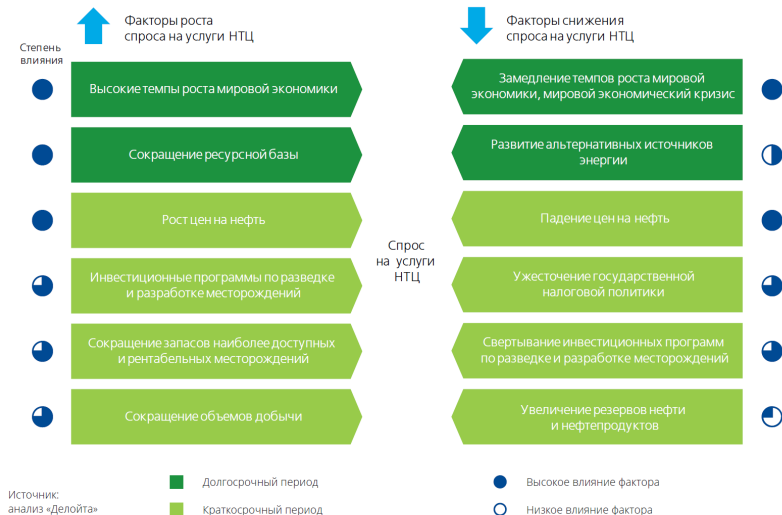 Факторы роста
спроса на услуги НТЦ
Факторы снижения
спроса на услуги НТЦ
Степень
влияния
Высокие темпы роста мировой экономики
Замедление темпов роста мировой
экономики, мировой экономический кризис
Сокращение ресурсной базы
Развитие альтернативных источников
энергии
Рост цен на нефть
Падение цен на нефть
Спрос
на услуги
НТЦ
Инвестиционные программы по разведке
и разработке месторождений
Ужесточение государственной
налоговой политики
Сокращение запасов наиболее доступных
и рентабельных месторождений
Свертывание инвестиционных программ
по разведке и разработке месторождений
Сокращение объемов добычи
Увеличение резервов нефти
и нефтепродуктов
Источник:
анализ «Делойта»
Долгосрочный период
Краткосрочный период
Высокое влияние фактора
Низкое влияние фактора